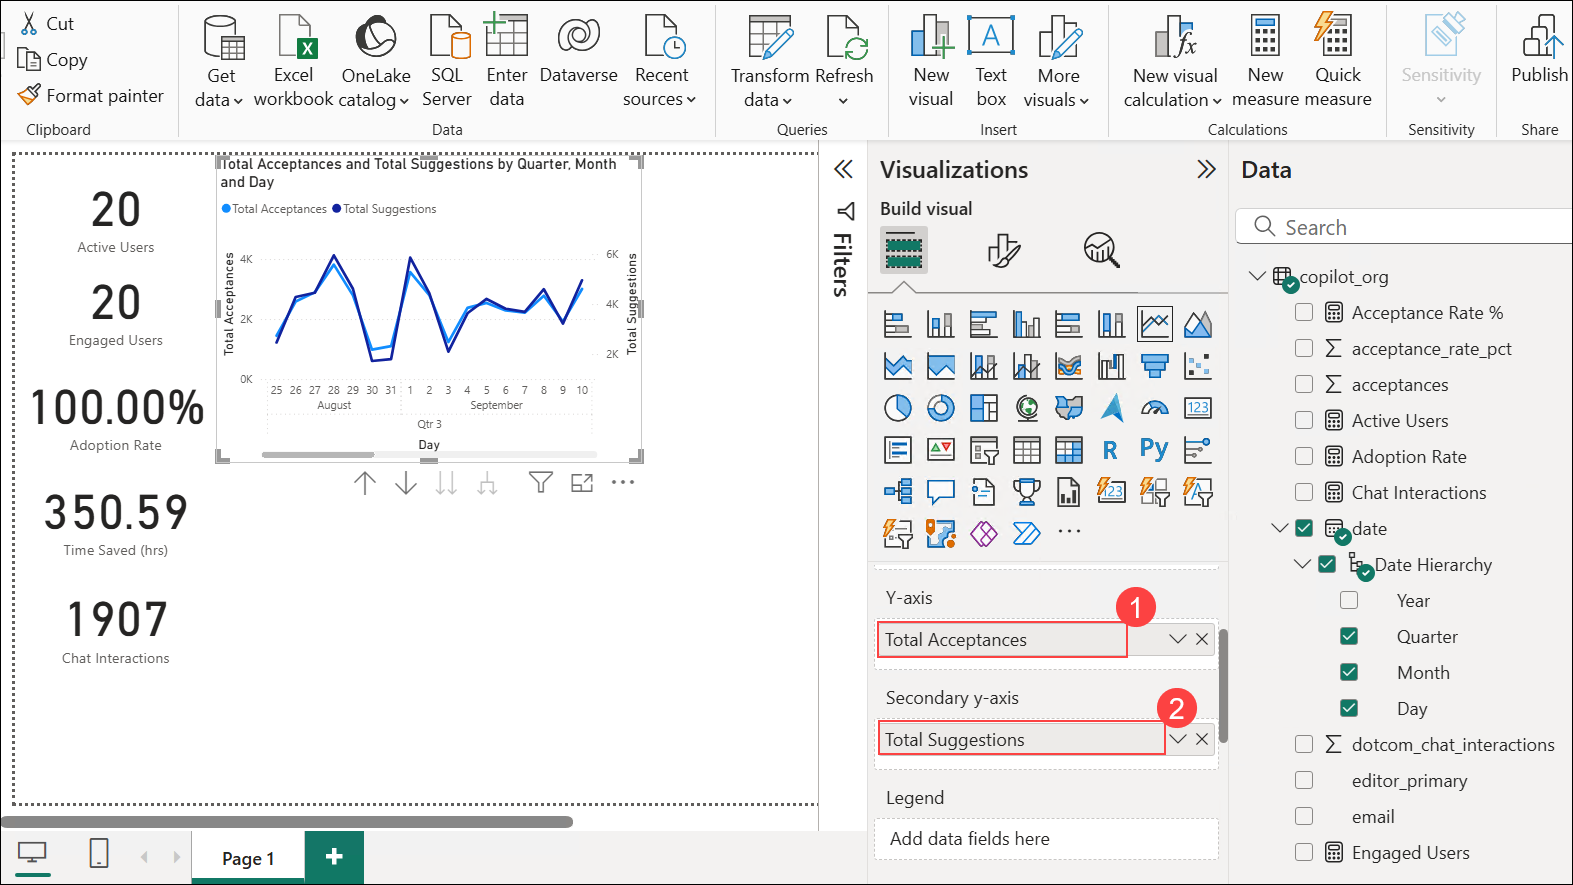 Cut
Copy
Format painter
Clipboard
Get data
Excel workbook
OneLake catalog
SQL Server
Enter data
Dataverse
Recent sources
Data
Transform data
Refresh
Queries
New visual
Text box
A
More visuals
Insert
New visual calculation
fx
New measure
Quick measure
Calculations
Sensitivity
Sensitivity
Publish
Share
20
Active Users
20
Engaged Users
100.00%
Adoption Rate
350.59
Time Saved (hrs)
1907
Chat Interactions
Total Acceptances and Total Suggestions by Quarter, Month
and Day
Total Acceptances Total Suggestions
Total Acceptances
4K
2K
0K
6K
4K
2K
Total Suggestions
25 26 27 28 29 30 31 1 2 3 4 5 6 7 8 9 10
August September
Qtr 3
Day
Filters
Visualizations
Build visual
123
R
Py
123
Y-axis
1
Total Acceptances
Secondary y-axis
2
Total Suggestions
Legend
Add data fields here
Data
Search
copilot_org
Acceptance Rate %
acceptance_rate_pct
acceptances
Active Users
Adoption Rate
Chat Interactions
date
Date Hierarchy
Year
Quarter
Month
Day
dotcom_chat_interactions
editor_primary
email
Engaged Users
Page 1